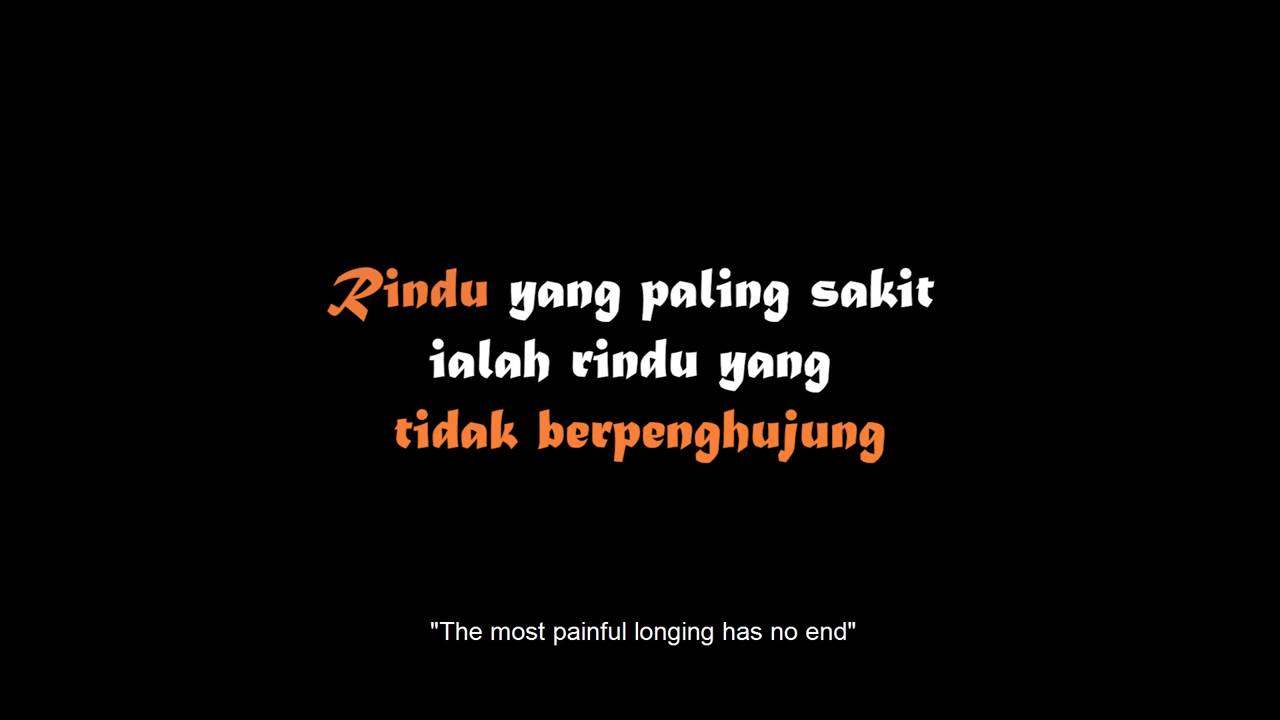 Rindu yang paling sakit
ialah rindu yang
tidak berpenghujung
"The most painful longing has no end"